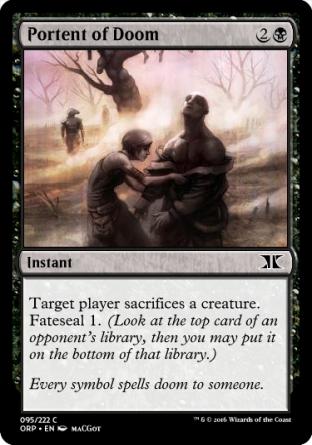 Portent of Doom 2
Instant
Target player sacrifices a creature.
Fateseal 1. (Look at the top card of an
opponent's library, then you may put it
on the bottom of that library.)
Every symbol spells doom to someone.
095/222 C
ORP • EN MACGOT
™ & © 2016 Wizards of the Coast